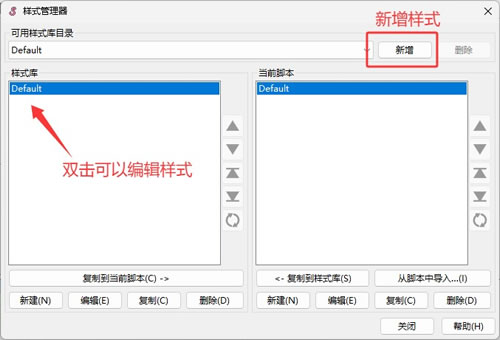 样式管理器
新增样式
可用样式库目录
Default 新增 删除
样式库 当前脚本
Default Default
双击可以编辑样式
复制到当前脚本(C) -> <- 复制到样式库(S) 从脚本中导入...(I)
新建(N) 编辑(E) 复制(C) 删除(D) 新建(N) 编辑(E) 复制(C) 删除(D)
关闭 帮助(H)